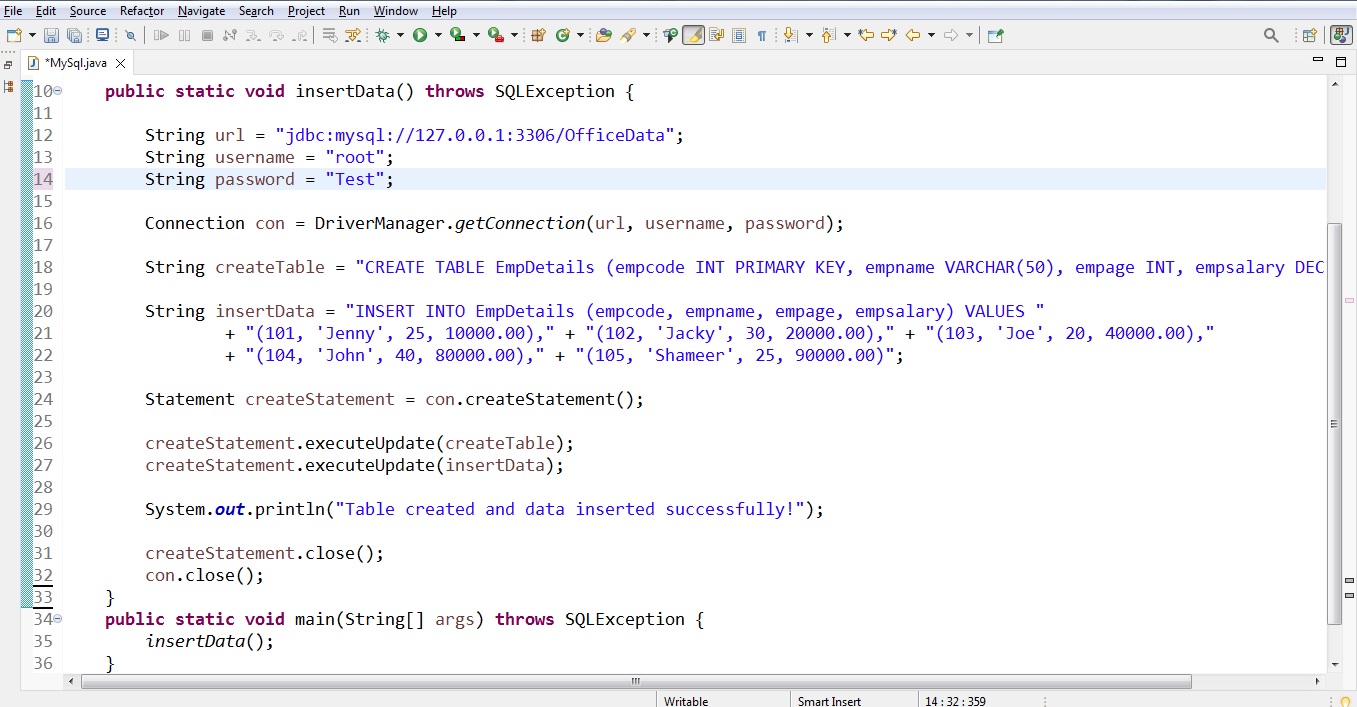 File Edit Source Refactor Navigate Search Project Run Window Help
*MySql.java
10 public static void insertData() throws SQLException {
11
12 String url = "jdbc:mysql://127.0.0.1:3306/OfficeData";
13 String username = "root";
14 String password = "Test";
15
16 Connection con = DriverManager.getConnection(url, username, password);
17
18 String createTable = "CREATE TABLE EmpDetails (empcode INT PRIMARY KEY, empname VARCHAR(50), empage INT, empsalary DEC
19
20 String insertData = "INSERT INTO EmpDetails (empcode, empname, empage, empsalary) VALUES "
21 + "(101, 'Jenny', 25, 10000.00)," + "(102, 'Jacky', 30, 20000.00)," + "(103, 'Joe', 20, 40000.00),"
22 + "(104, 'John', 40, 80000.00)," + "(105, 'Shameer', 25, 90000.00)";
23
24 Statement createStatement = con.createStatement();
25
26 createStatement.executeUpdate(createTable);
27 createStatement.executeUpdate(insertData);
28
29 System.out.println("Table created and data inserted successfully!");
30
31 createStatement.close();
32 con.close();
33 }
34 public static void main(String[] args) throws SQLException {
35 insertData();
36 }
Writable Smart Insert 14 : 32 : 359